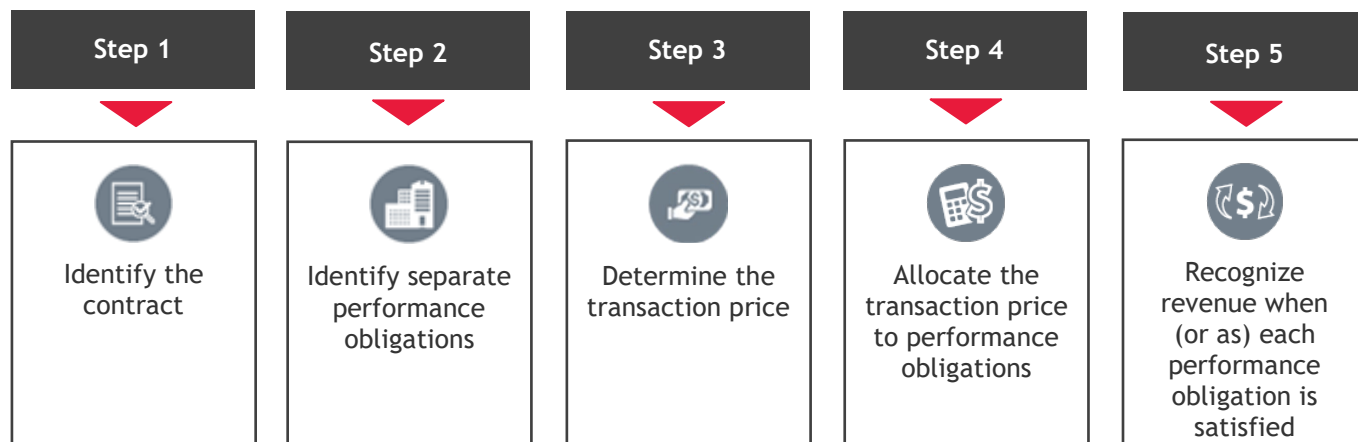 Step 1
Identify the
contract
Step 2
Identify separate
performance
obligations
Step 3
Determine the
transaction price
Step 4
Allocate the
transaction price
to performance
obligations
Step 5
Recognize
revenue when
(or as) each
performance
obligation is
satisfied